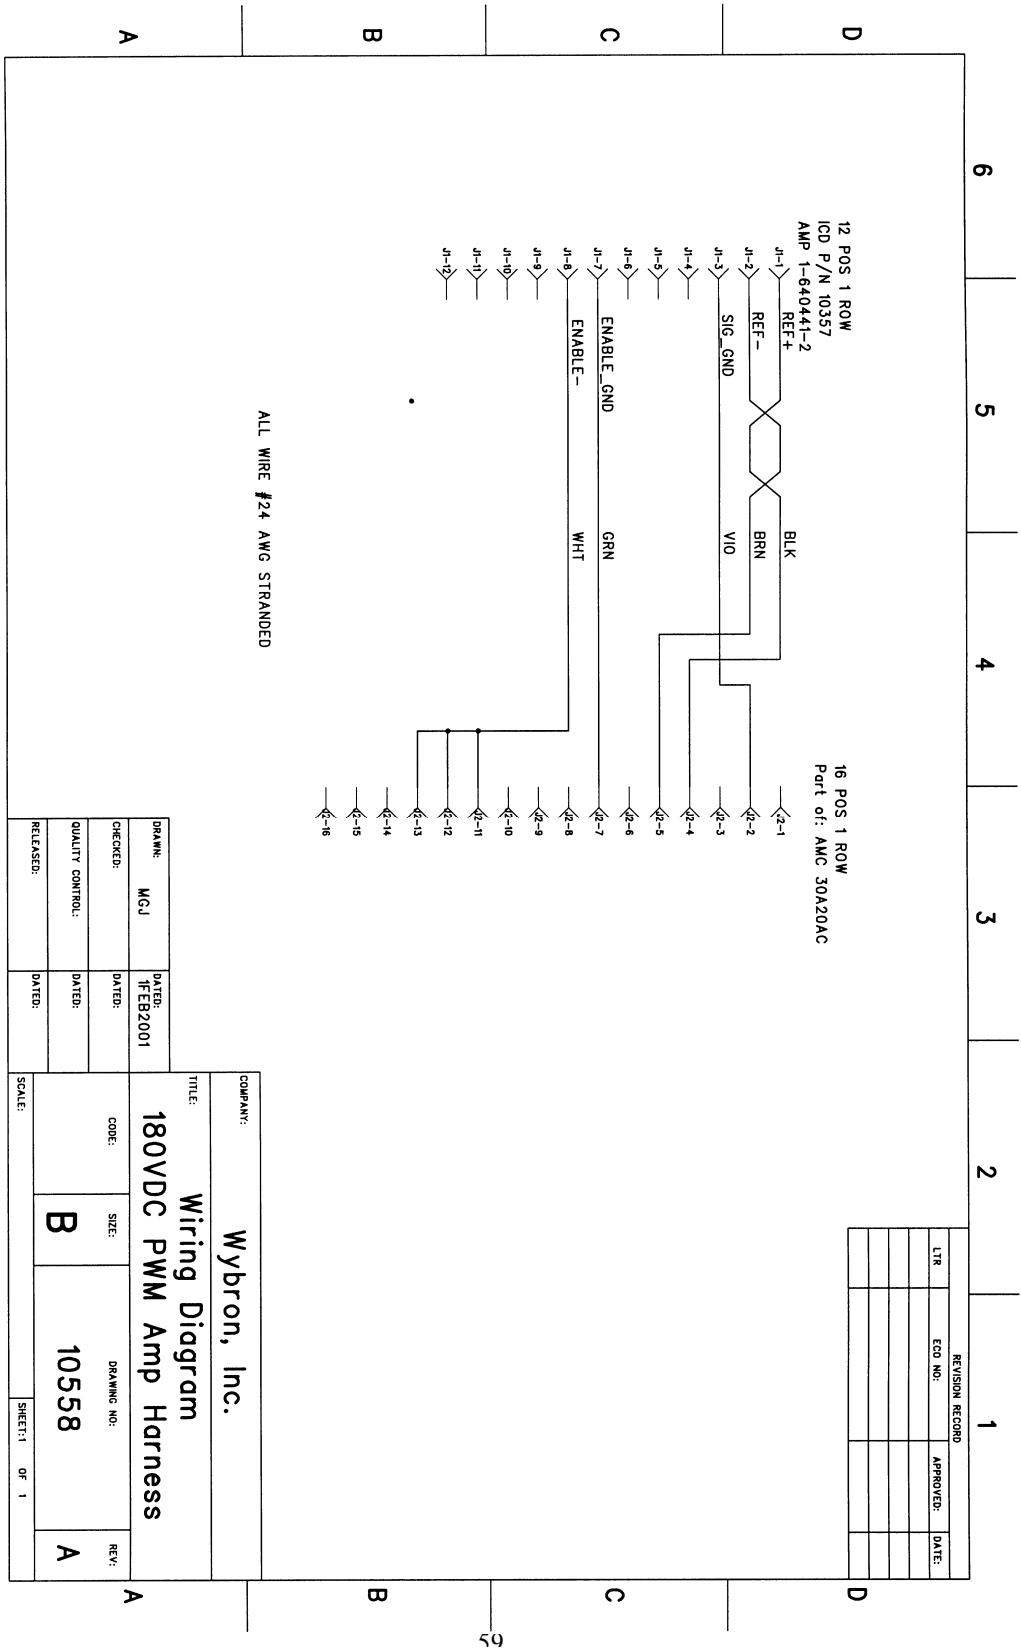 6
5
4
3
2
1
D
C
B
A
D
C
B
A
REVISION RECORD
LTR
ECO NO:
APPROVED:
DATE:
12 POS 1 ROW
ICD P/N 10357
AMP 1-640441-2
16 POS 1 ROW
Part of: AMC 30A20AC
J1-1
REF+
BLK
J2-1
J1-2
REF-
BRN
J2-2
J1-3
SIG_GND
VIO
J2-3
J1-4
J2-4
J1-5
J2-5
J1-6
J2-6
J1-7
ENABLE_GND
GRN
J2-7
J1-8
ENABLE-
WHT
J2-8
J1-9
J2-9
J1-10
J2-10
J1-11
J2-11
J1-12
J2-12
J2-13
J2-14
J2-15
J2-16
ALL WIRE #24 AWG STRANDED
COMPANY:
Wybron, Inc.
TITLE:
Wiring Diagram
180VDC PWM Amp Harness
DRAWN:
MGJ
DATED:
1FEB2001
CHECKED:
DATED:
QUALITY CONTROL:
DATED:
RELEASED:
DATED:
CODE:
SIZE:
B
DRAWING NO:
10558
REV:
A
SCALE:
SHEET:1 OF 1
59